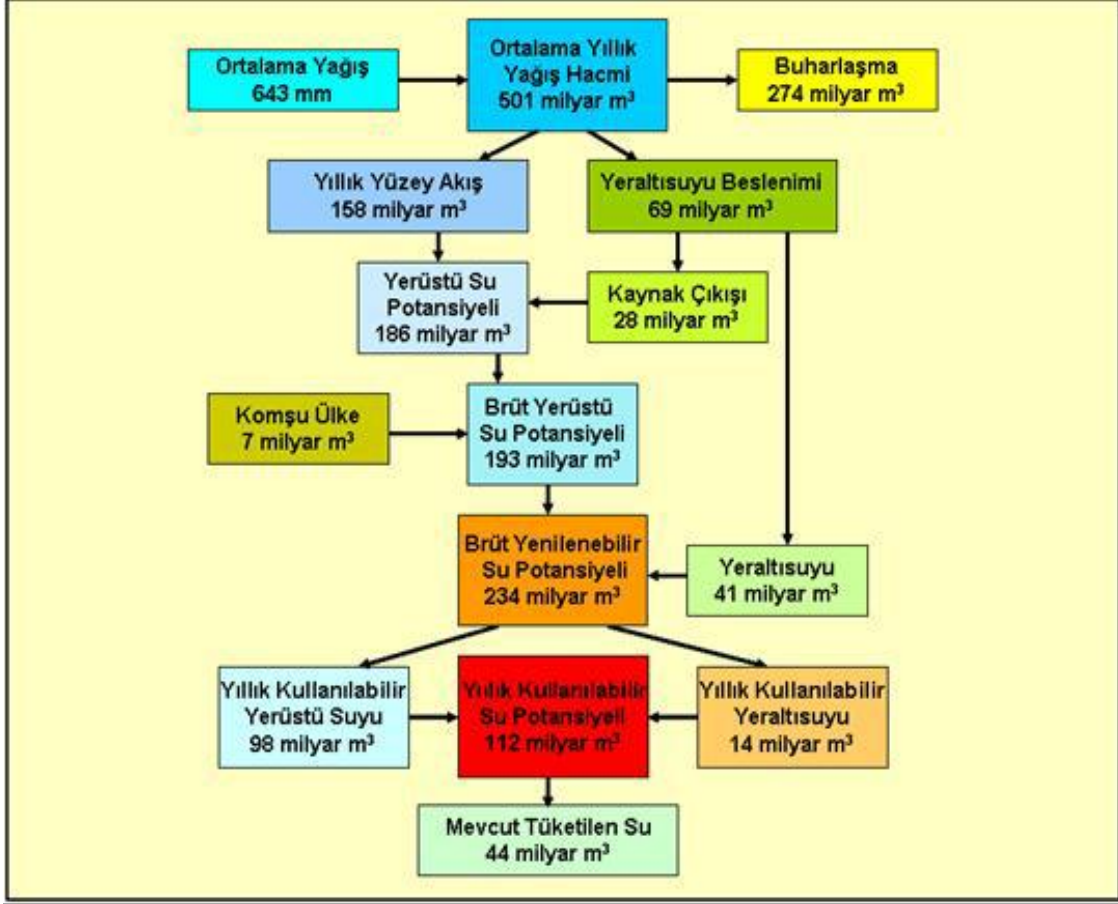 Ortalama Yağış
643 mm
Ortalama Yıllık
Yağış Hacmi
501 milyar m³
Buharlaşma
274 milyar m³
Yıllık Yüzey Akış
158 milyar m³
Yeraltısuyu Beslenimi
69 milyar m³
Yerüstü Su
Potansiyeli
186 milyar m³
Kaynak Çıkışı
28 milyar m³
Komşu Ülke
7 milyar m³
Brüt Yerüstü
Su Potansiyeli
193 milyar m³
Brüt Yenilenebilir
Su Potansiyeli
234 milyar m³
Yeraltısuyu
41 milyar m³
Yıllık Kullanılabilir
Yerüstü Suyu
98 milyar m³
Yıllık Kullanılabilir
Su Potansiyeli
112 milyar m³
Yıllık Kullanılabilir
Yeraltısuyu
14 milyar m³
Mevcut Tüketilen Su
44 milyar m³